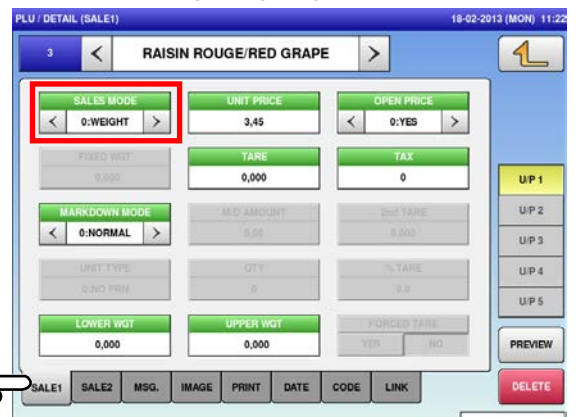 PLU / DETAIL (SALE1) 18-02-2013 (MON) 11:22
3 < RAISIN ROUGE/RED GRAPE >
SALES MODE UNIT PRICE OPEN PRICE
< 0:WEIGHT > 3,45 < 0:YES >
FIXED WGT TARE TAX
0,000 0,000 0
U/P 1
MARKDOWN MODE M/D AMOUNT 2nd TARE
< 0:NORMAL > 0,00 0,000
U/P 2
U/P 3
UNIT TYPE QTY % TARE
0:NO PRN 0 0.0
U/P 4
U/P 5
LOWER WGT UPPER WGT FORCED TARE
0,000 0,000 YES NO
PREVIEW
SALE1 SALE2 MSG. IMAGE PRINT DATE CODE LINK DELETE